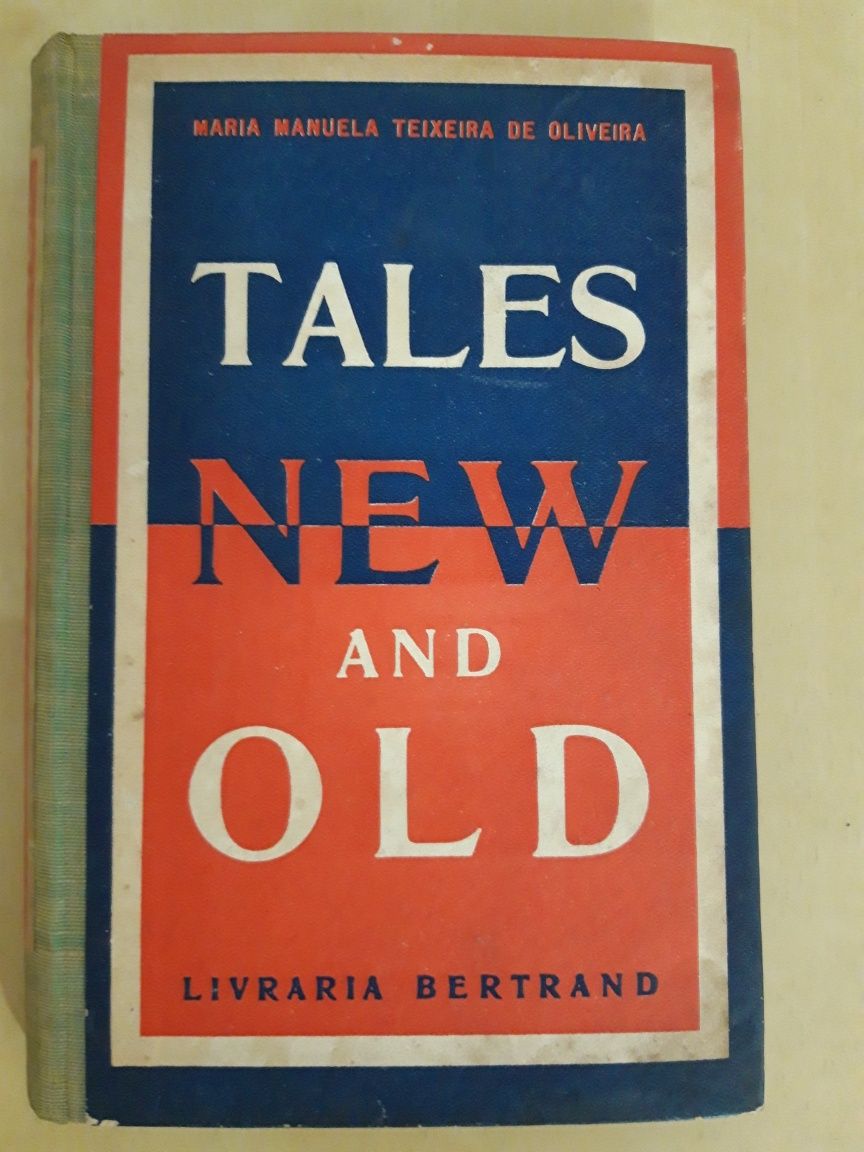 MARIA MANUELA TEIXEIRA DE OLIVEIRA
TALES
NEW
AND
OLD
LIVRARIA BERTRAND